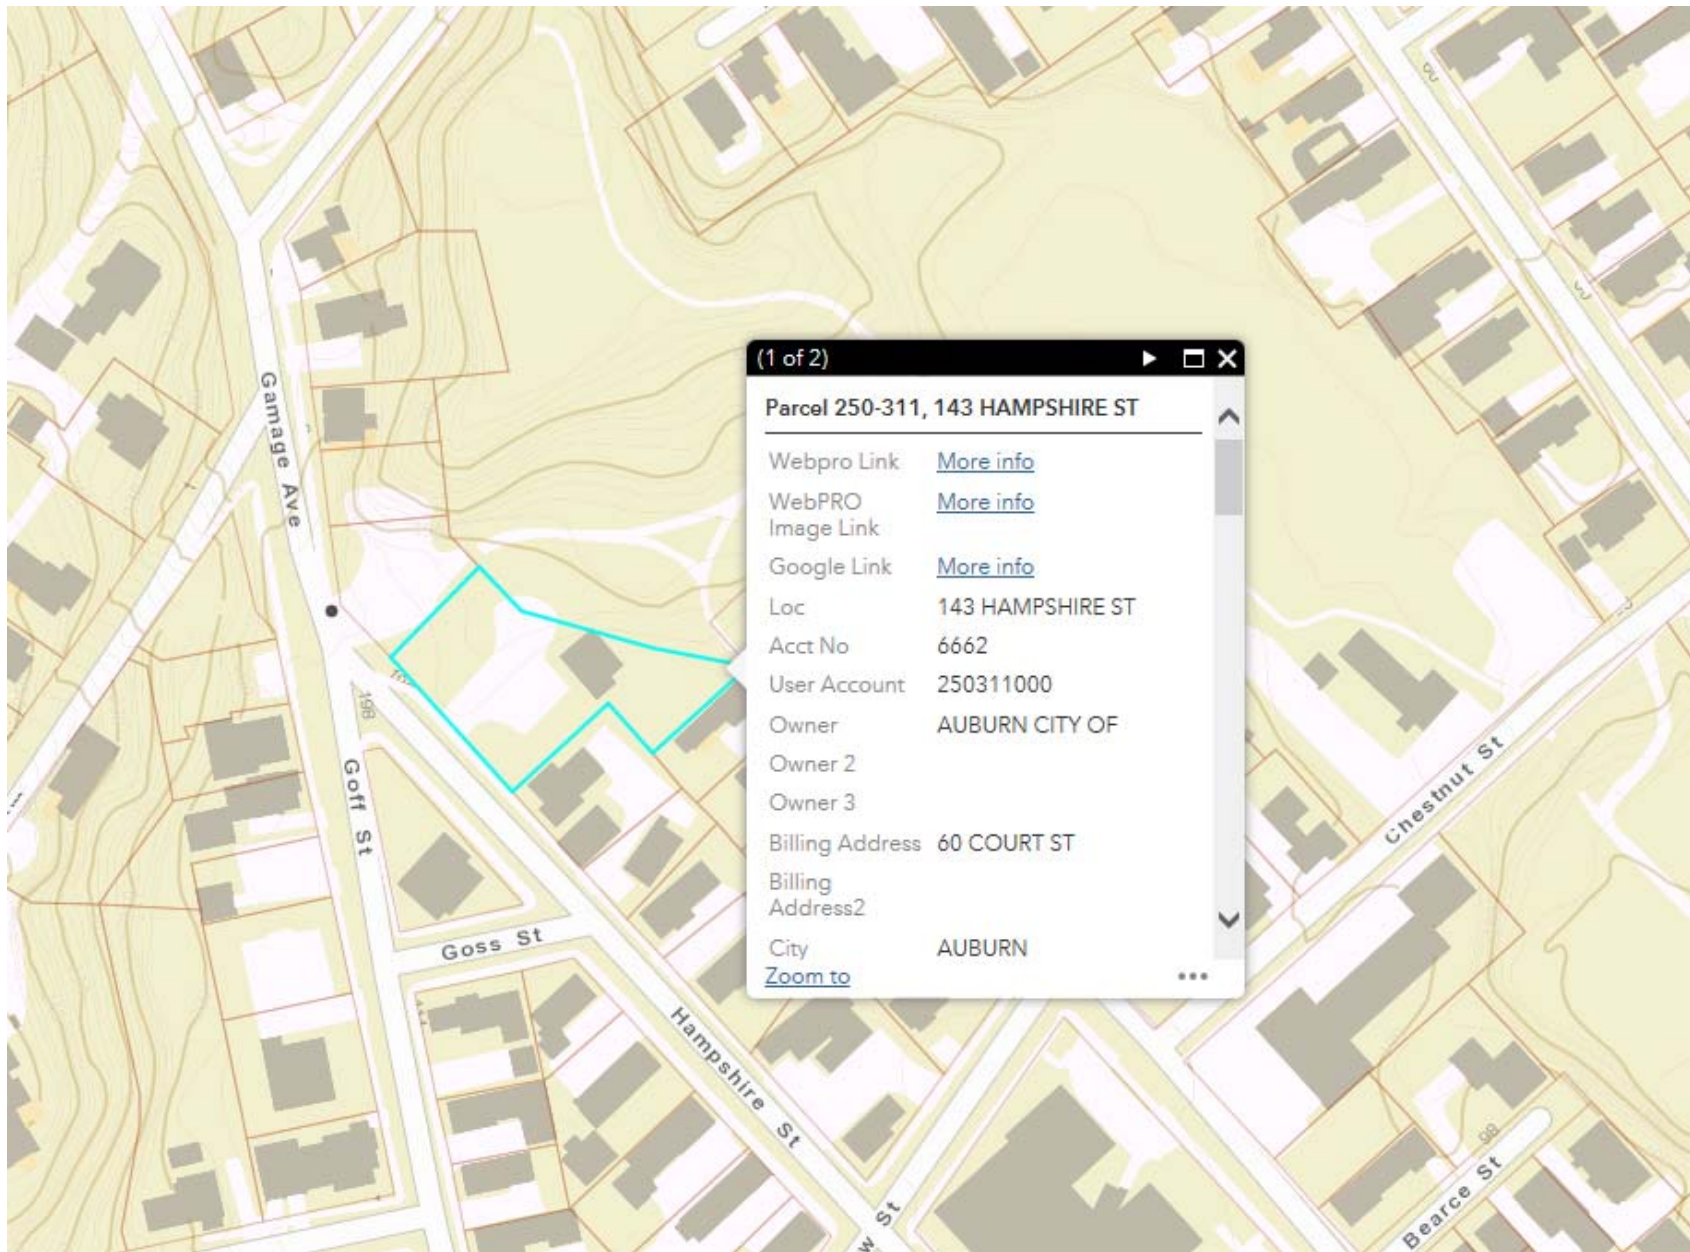 (1 of 2)
Parcel 250-311, 143 HAMPSHIRE ST
Webpro Link More info
WebPRO
Image Link More info
Google Link More info
Loc 143 HAMPSHIRE ST
Acct No 6662
User Account 250311000
Owner AUBURN CITY OF
Owner 2
Owner 3
Billing Address 60 COURT ST
Billing
Address2
City AUBURN
Zoom to
Gamage Ave
198
Goff St
Goss St
Hampshire St
Chestnut St
Bearce St
98
w St